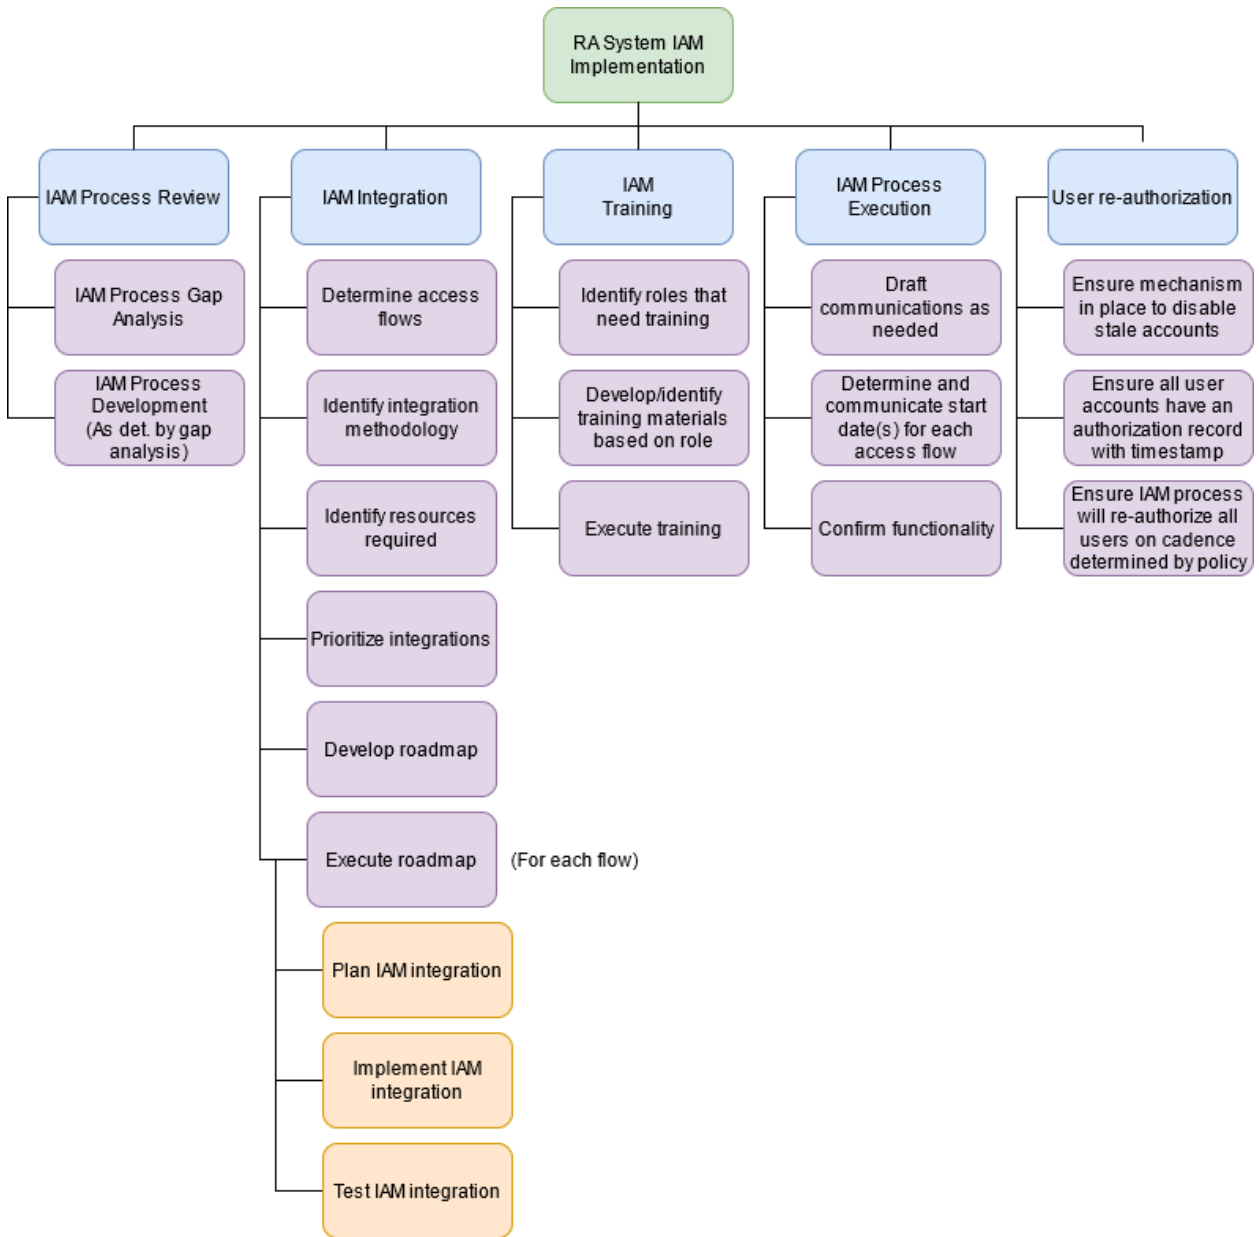 RA System IAM
Implementation
IAM Process Review
IAM Integration
IAM
Training
IAM Process
Execution
User re-authorization
IAM Process Gap
Analysis
IAM Process
Development
(As det. by gap
analysis)
Determine access
flows
Identify integration
methodology
Identify resources
required
Prioritize integrations
Develop roadmap
Execute roadmap
(For each flow)
Plan IAM integration
Implement IAM
integration
Test IAM integration
Identify roles that
need training
Develop/identify
training materials
based on role
Execute training
Draft
communications as
needed
Determine and
communicate start
date(s) for each
access flow
Confirm functionality
Ensure mechanism
in place to disable
stale accounts
Ensure all user
accounts have an
authorization record
with timestamp
Ensure IAM process
will re-authorize all
users on cadence
determined by policy